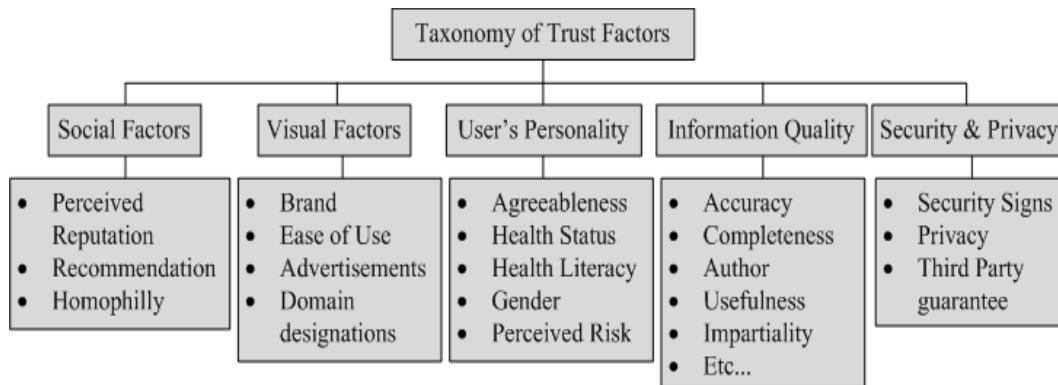 Taxonomy of Trust Factors
Social Factors
Visual Factors
User's Personality
Information Quality
Security & Privacy
• Perceived
Reputation
• Recommendation
• Homophilly
• Brand
• Ease of Use
• Advertisements
• Domain
designations
• Agreeableness
• Health Status
• Health Literacy
• Gender
• Perceived Risk
• Accuracy
• Completeness
• Author
• Usefulness
• Impartiality
• Etc...
• Security Signs
• Privacy
• Third Party
guarantee